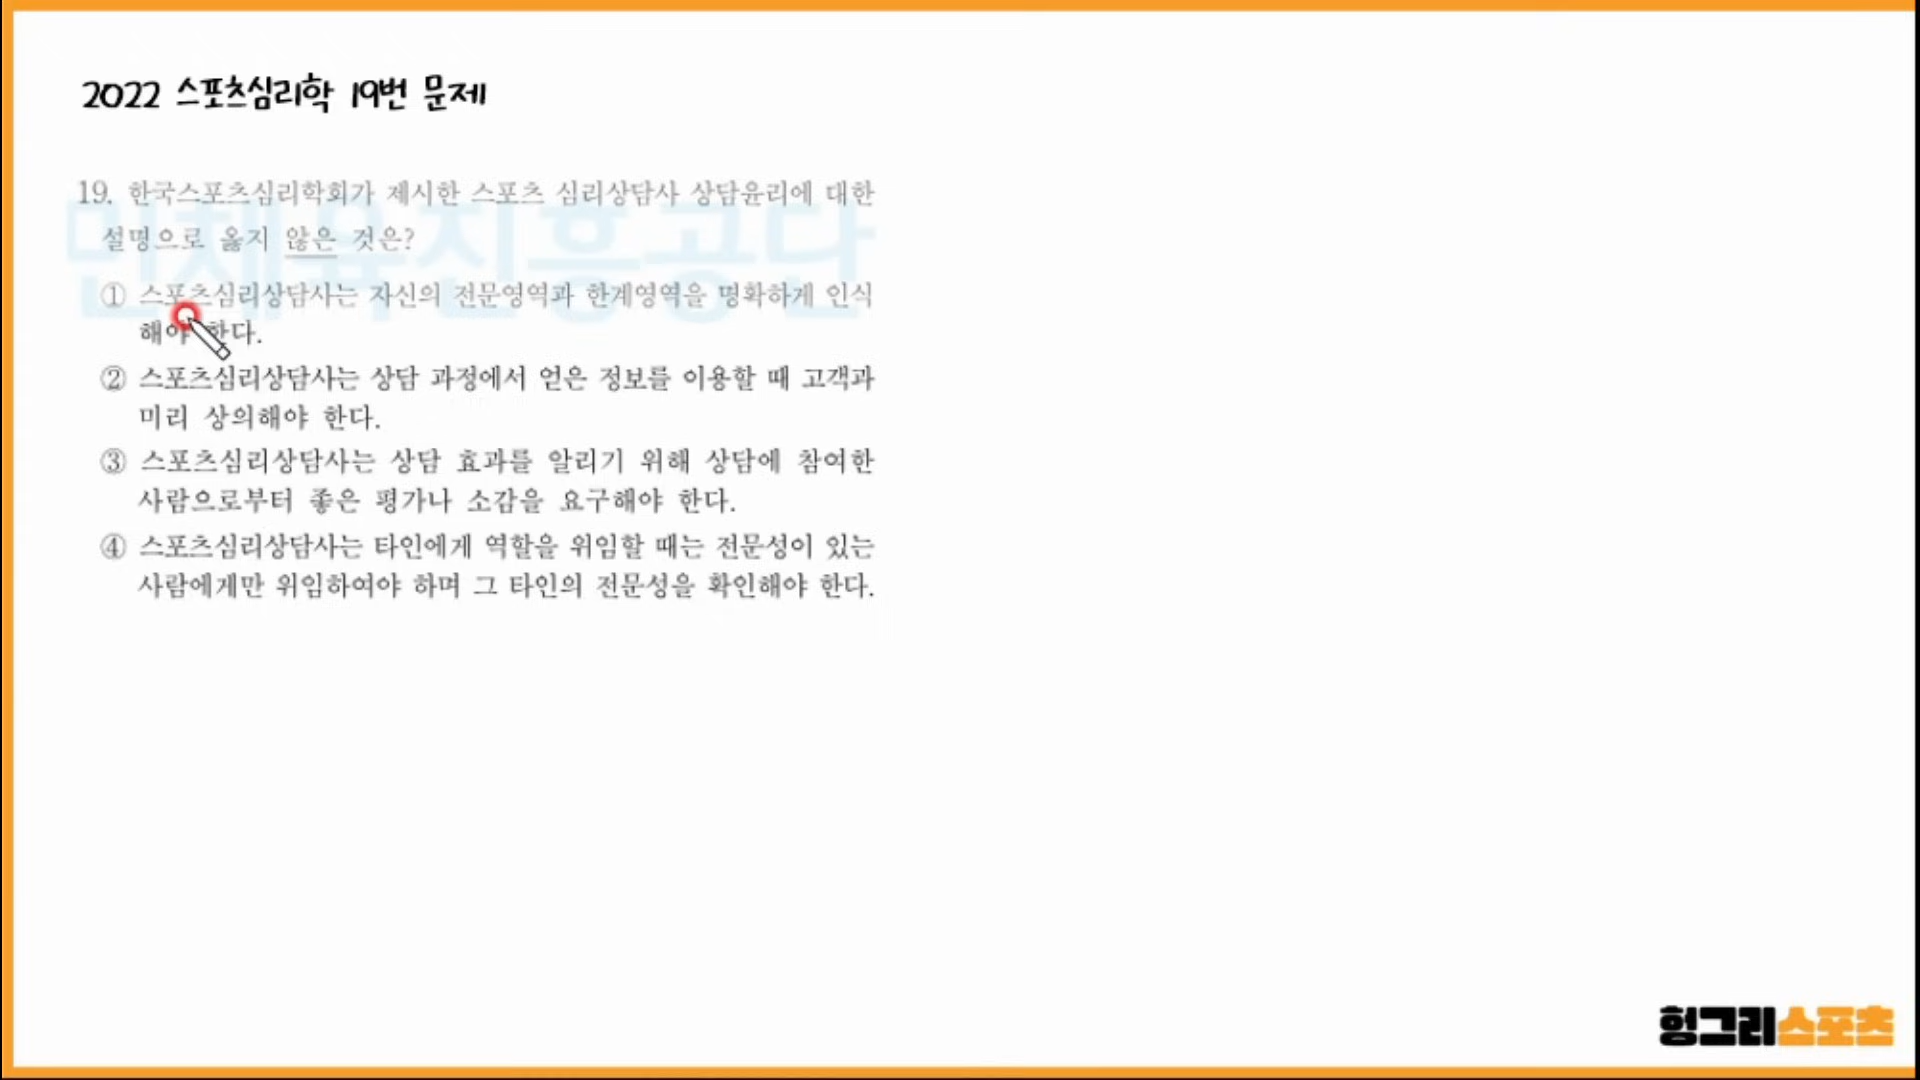 2022 스포츠심리학 19번 문제
19. 한국스포츠심리학회가 제시한 스포츠 심리상담사 상담윤리에 대한
설명으로 옳지 않은 것은?
① 스포츠심리상담사는 자신의 전문영역과 한계영역을 명확하게 인식
해야 한다.
② 스포츠심리상담사는 상담 과정에서 얻은 정보를 이용할 때 고객과
미리 상의해야 한다.
③ 스포츠심리상담사는 상담 효과를 알리기 위해 상담에 참여한
사람으로부터 좋은 평가나 소감을 요구해야 한다.
④ 스포츠심리상담사는 타인에게 역할을 위임할 때는 전문성이 있는
사람에게만 위임하여야 하며 그 타인의 전문성을 확인해야 한다.
민체육진흥공단
헝그리스포츠